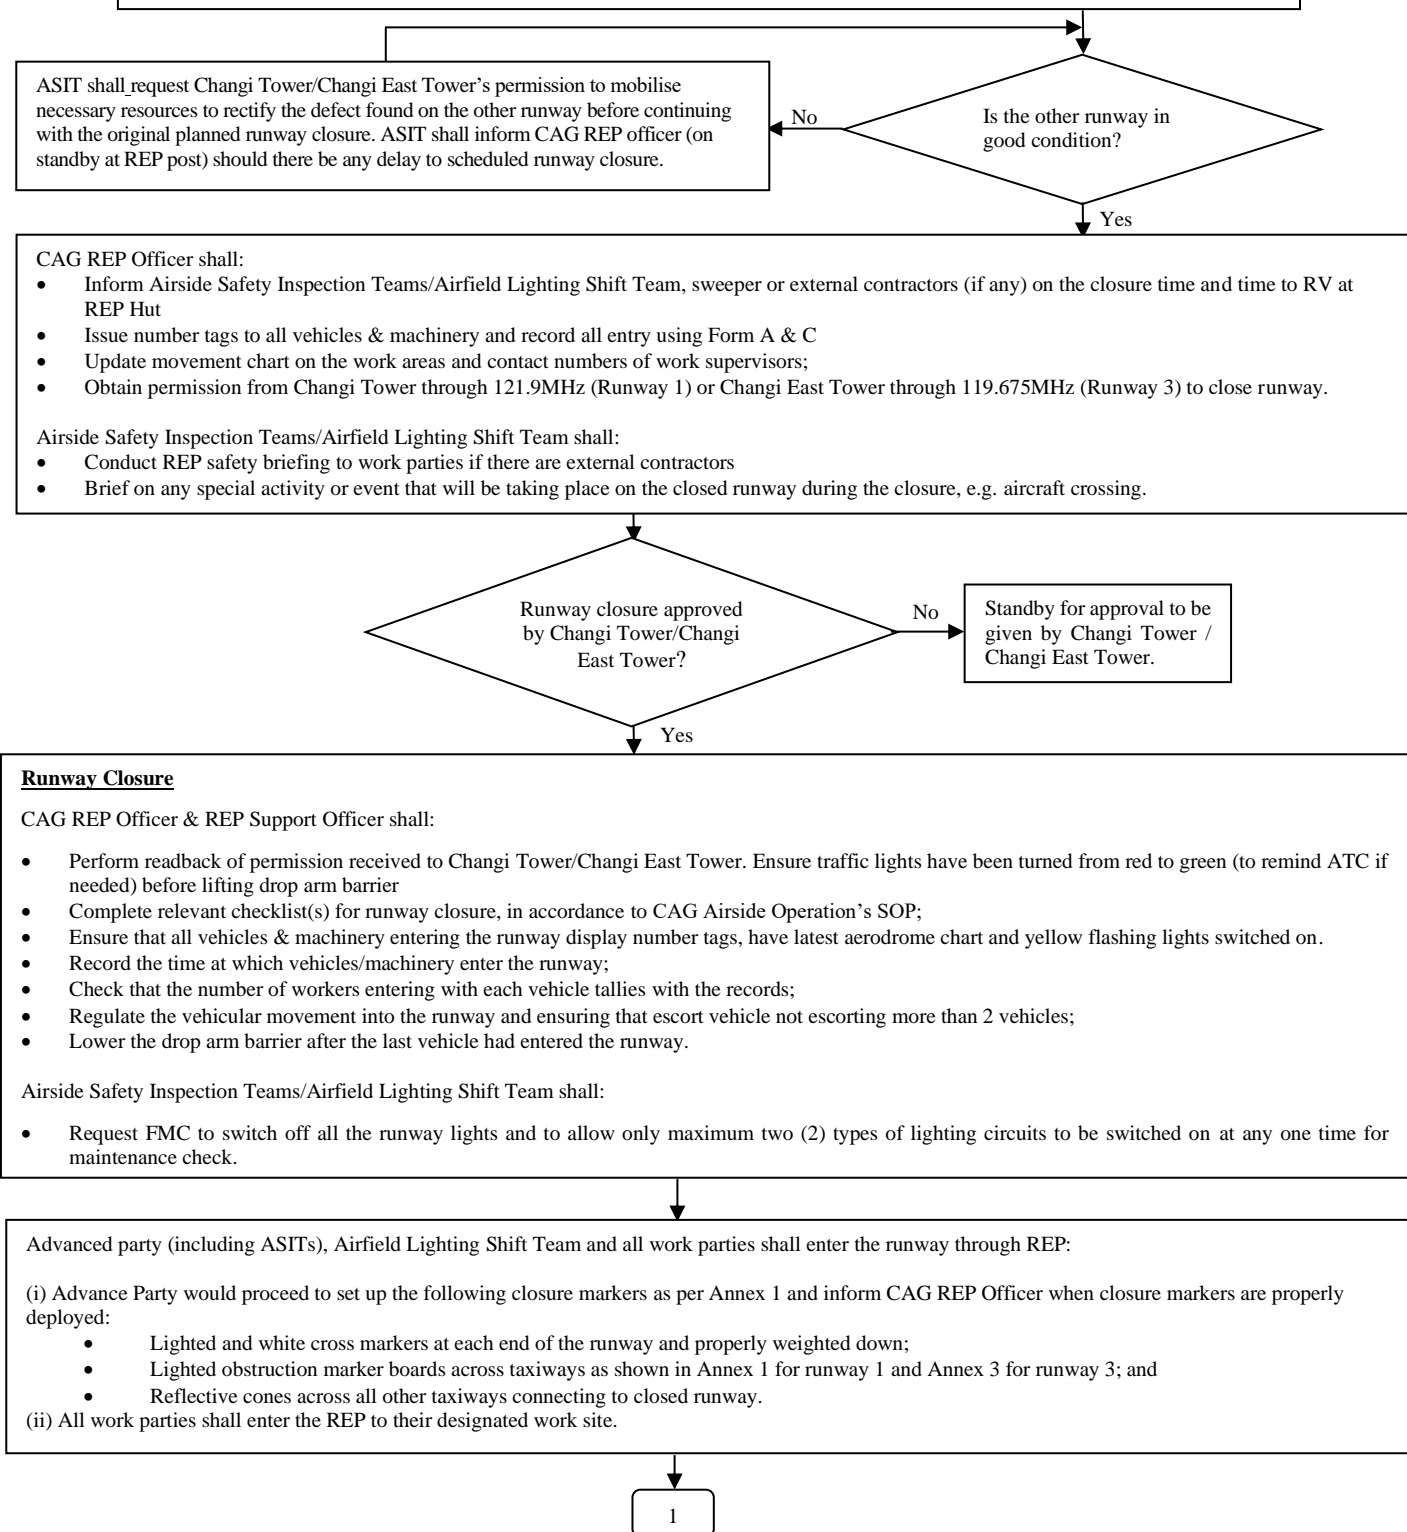 ASIT shall request Changi Tower/Changi East Tower's permission to mobilise
necessary resources to rectify the defect found on the other runway before continuing
with the original planned runway closure. ASIT shall inform CAG REP officer (on
standby at REP post) should there be any delay to scheduled runway closure.
No
Is the other runway in
good condition?
Yes
CAG REP Officer shall:
• Inform Airside Safety Inspection Teams/Airfield Lighting Shift Team, sweeper or external contractors (if any) on the closure time and time to RV at
REP Hut
• Issue number tags to all vehicles & machinery and record all entry using Form A & C
• Update movement chart on the work areas and contact numbers of work supervisors;
• Obtain permission from Changi Tower through 121.9MHz (Runway 1) or Changi East Tower through 119.675MHz (Runway 3) to close runway.
Airside Safety Inspection Teams/Airfield Lighting Shift Team shall:
• Conduct REP safety briefing to work parties if there are external contractors
• Brief on any special activity or event that will be taking place on the closed runway during the closure, e.g. aircraft crossing.
Runway closure approved
by Changi Tower/Changi
East Tower?
No
Standby for approval to be
given by Changi Tower /
Changi East Tower.
Yes
Runway Closure
CAG REP Officer & REP Support Officer shall:
• Perform readback of permission received to Changi Tower/Changi East Tower. Ensure traffic lights have been turned from red to green (to remind ATC if
needed) before lifting drop arm barrier
• Complete relevant checklist(s) for runway closure, in accordance to CAG Airside Operation's SOP;
• Ensure that all vehicles & machinery entering the runway display number tags, have latest aerodrome chart and yellow flashing lights switched on.
• Record the time at which vehicles/machinery enter the runway;
• Check that the number of workers entering with each vehicle tallies with the records;
• Regulate the vehicular movement into the runway and ensuring that escort vehicle not escorting more than 2 vehicles;
• Lower the drop arm barrier after the last vehicle had entered the runway.
Airside Safety Inspection Teams/Airfield Lighting Shift Team shall:
• Request FMC to switch off all the runway lights and to allow only maximum two (2) types of lighting circuits to be switched on at any one time for
maintenance check.
Advanced party (including ASITs), Airfield Lighting Shift Team and all work parties shall enter the runway through REP:
(i) Advance Party would proceed to set up the following closure markers as per Annex 1 and inform CAG REP Officer when closure markers are properly
deployed:
• Lighted and white cross markers at each end of the runway and properly weighted down;
• Lighted obstruction marker boards across taxiways as shown in Annex 1 for runway 1 and Annex 3 for runway 3; and
• Reflective cones across all other taxiways connecting to closed runway.
(ii) All work parties shall enter the REP to their designated work site.
1